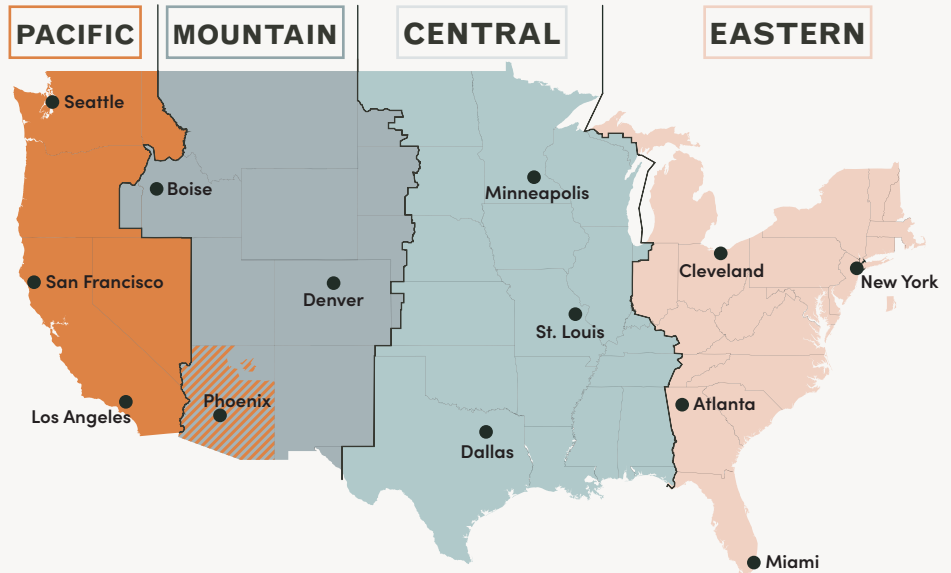 PACIFIC
MOUNTAIN
CENTRAL
EASTERN
Seattle
Boise
Minneapolis
Cleveland
New York
San Francisco
Denver
St. Louis
Los Angeles
Phoenix
Atlanta
Dallas
Miami